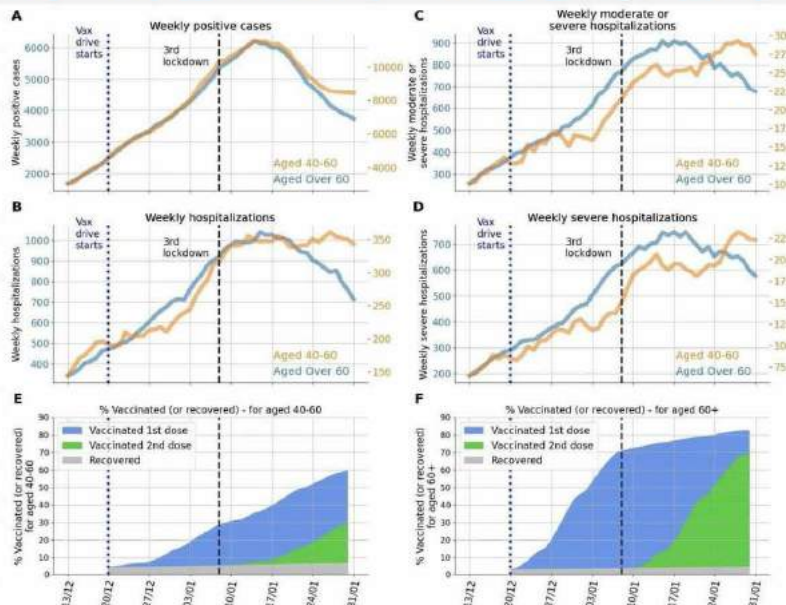 A
Weekly positive cases
Vax
drive
starts
3rd
lockdown
Weekly positive cases
6000
5000
4000
3000
2000
10000
8000
6000
4000
Aged 40-60
Aged Over 60
C
Weekly moderate or
severe hospitalizations
Vax
drive
starts
3rd
lockdown
Weekly moderate or
severe hospitalizations
900
800
700
600
500
400
300
Aged 40-60
Aged Over 60
B
Weekly hospitalizations
Vax
drive
starts
3rd
lockdown
Weekly hospitalizations
1000
900
800
700
600
500
400
350
300
250
200
150
Aged 40-60
Aged Over 60
D
Weekly severe hospitalizations
Vax
drive
starts
3rd
lockdown
Weekly severe hospitalizations
700
600
500
400
300
200
Aged 40-60
Aged Over 60
E
% Vaccinated (or recovered) - for aged 40-60
Vaccinated 1st dose
Vaccinated 2nd dose
Recovered
% Vaccinated (or recovered)
for aged 40-60
90
80
70
60
50
40
30
20
10
0
F
% Vaccinated (or recovered) - for aged 60+
Vaccinated 1st dose
Vaccinated 2nd dose
Recovered
% Vaccinated (or recovered)
for aged 60+
90
80
70
60
50
40
30
20
10
0